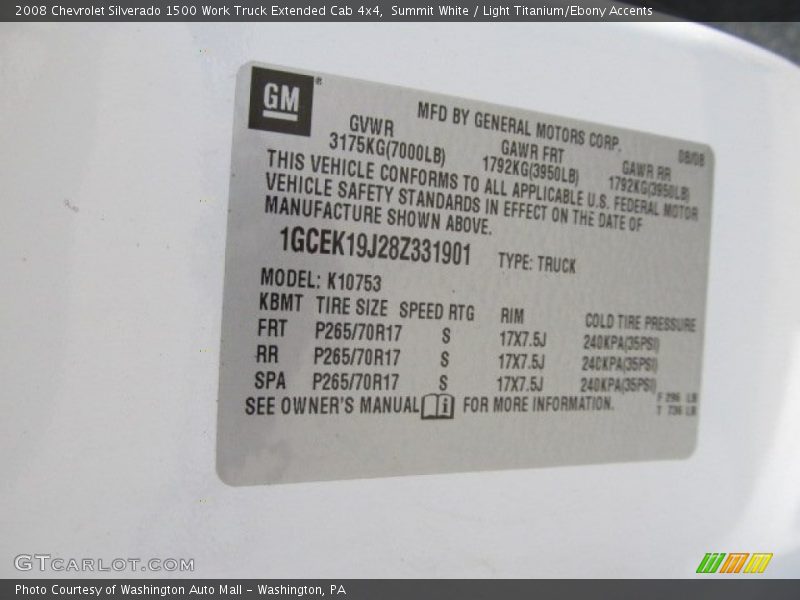 2008 Chevrolet Silverado 1500 Work Truck Extended Cab 4x4, Summit White / Light Titanium/Ebony Accents
GM®
MFD BY GENERAL MOTORS CORP. 08/08
GVWR GAWR FRT GAWR RR
3175KG(7000LB) 1792KG(3950LB) 1792KG(3950LB)
THIS VEHICLE CONFORMS TO ALL APPLICABLE U.S. FEDERAL MOTOR
VEHICLE SAFETY STANDARDS IN EFFECT ON THE DATE OF
MANUFACTURE SHOWN ABOVE.
1GCEK19J28Z331901 TYPE: TRUCK
MODEL: K10753
KBMT TIRE SIZE SPEED RTG RIM COLD TIRE PRESSURE
FRT P265/70R17 S 17X7.5J 240KPA(35PSI)
RR P265/70R17 S 17X7.5J 240KPA(35PSI)
SPA P265/70R17 S 17X7.5J 240KPA(35PSI)
SEE OWNER'S MANUAL i FOR MORE INFORMATION.
F 296 LB
T 736 LB
GTCARLOT.COM
Photo Courtesy of Washington Auto Mall - Washington, PA